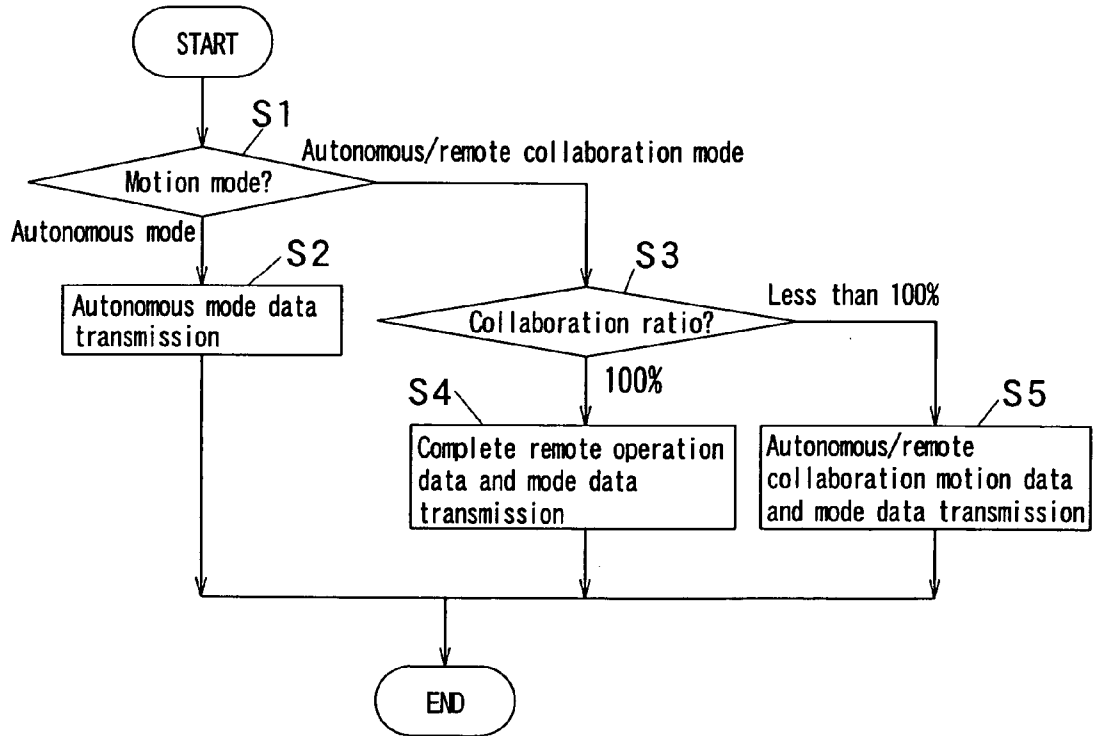 START
S1
Autonomous/remote collaboration mode
Motion mode?
Autonomous mode
S2
Autonomous mode data
transmission
S3
Less than 100%
Collaboration ratio?
100%
S4
Complete remote operation
data and mode data
transmission
S5
Autonomous/remote
collaboration motion data
and mode data transmission
END